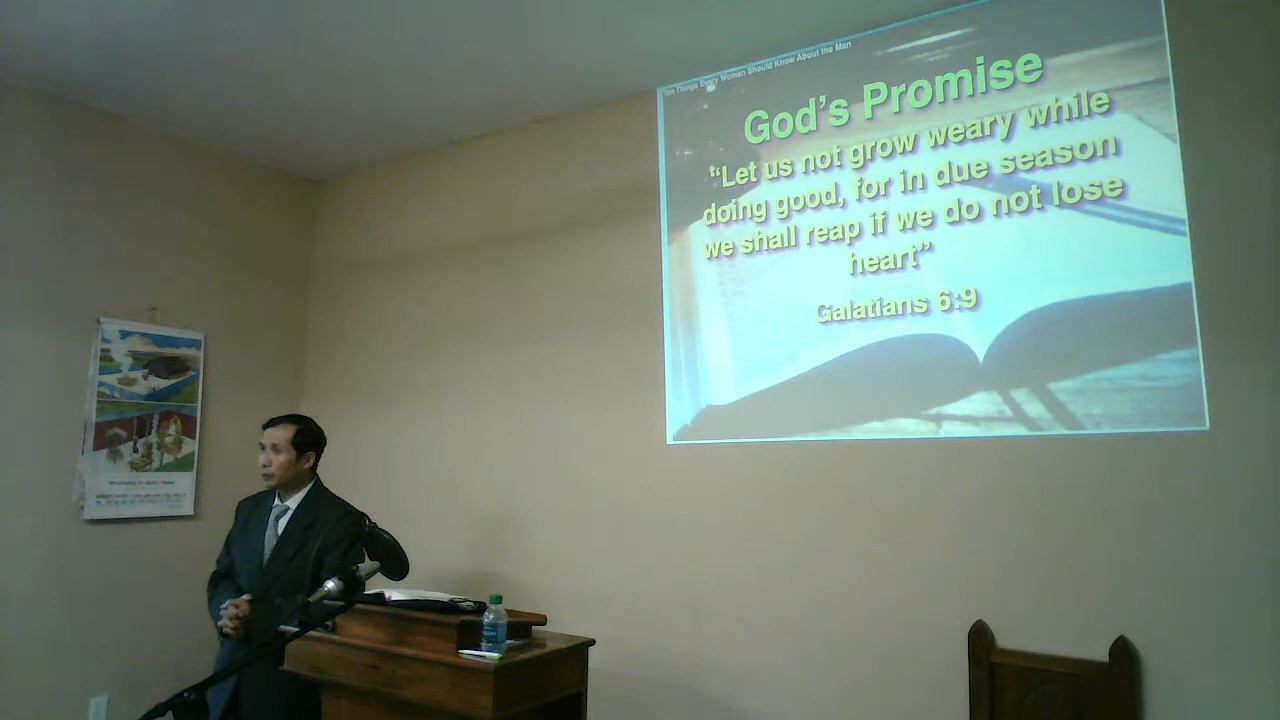 Ten Things Every Woman Should Know About the Man
God's Promise
"Let us not grow weary while
doing good, for in due season
we shall reap if we do not lose
heart"
Galatians 6:9